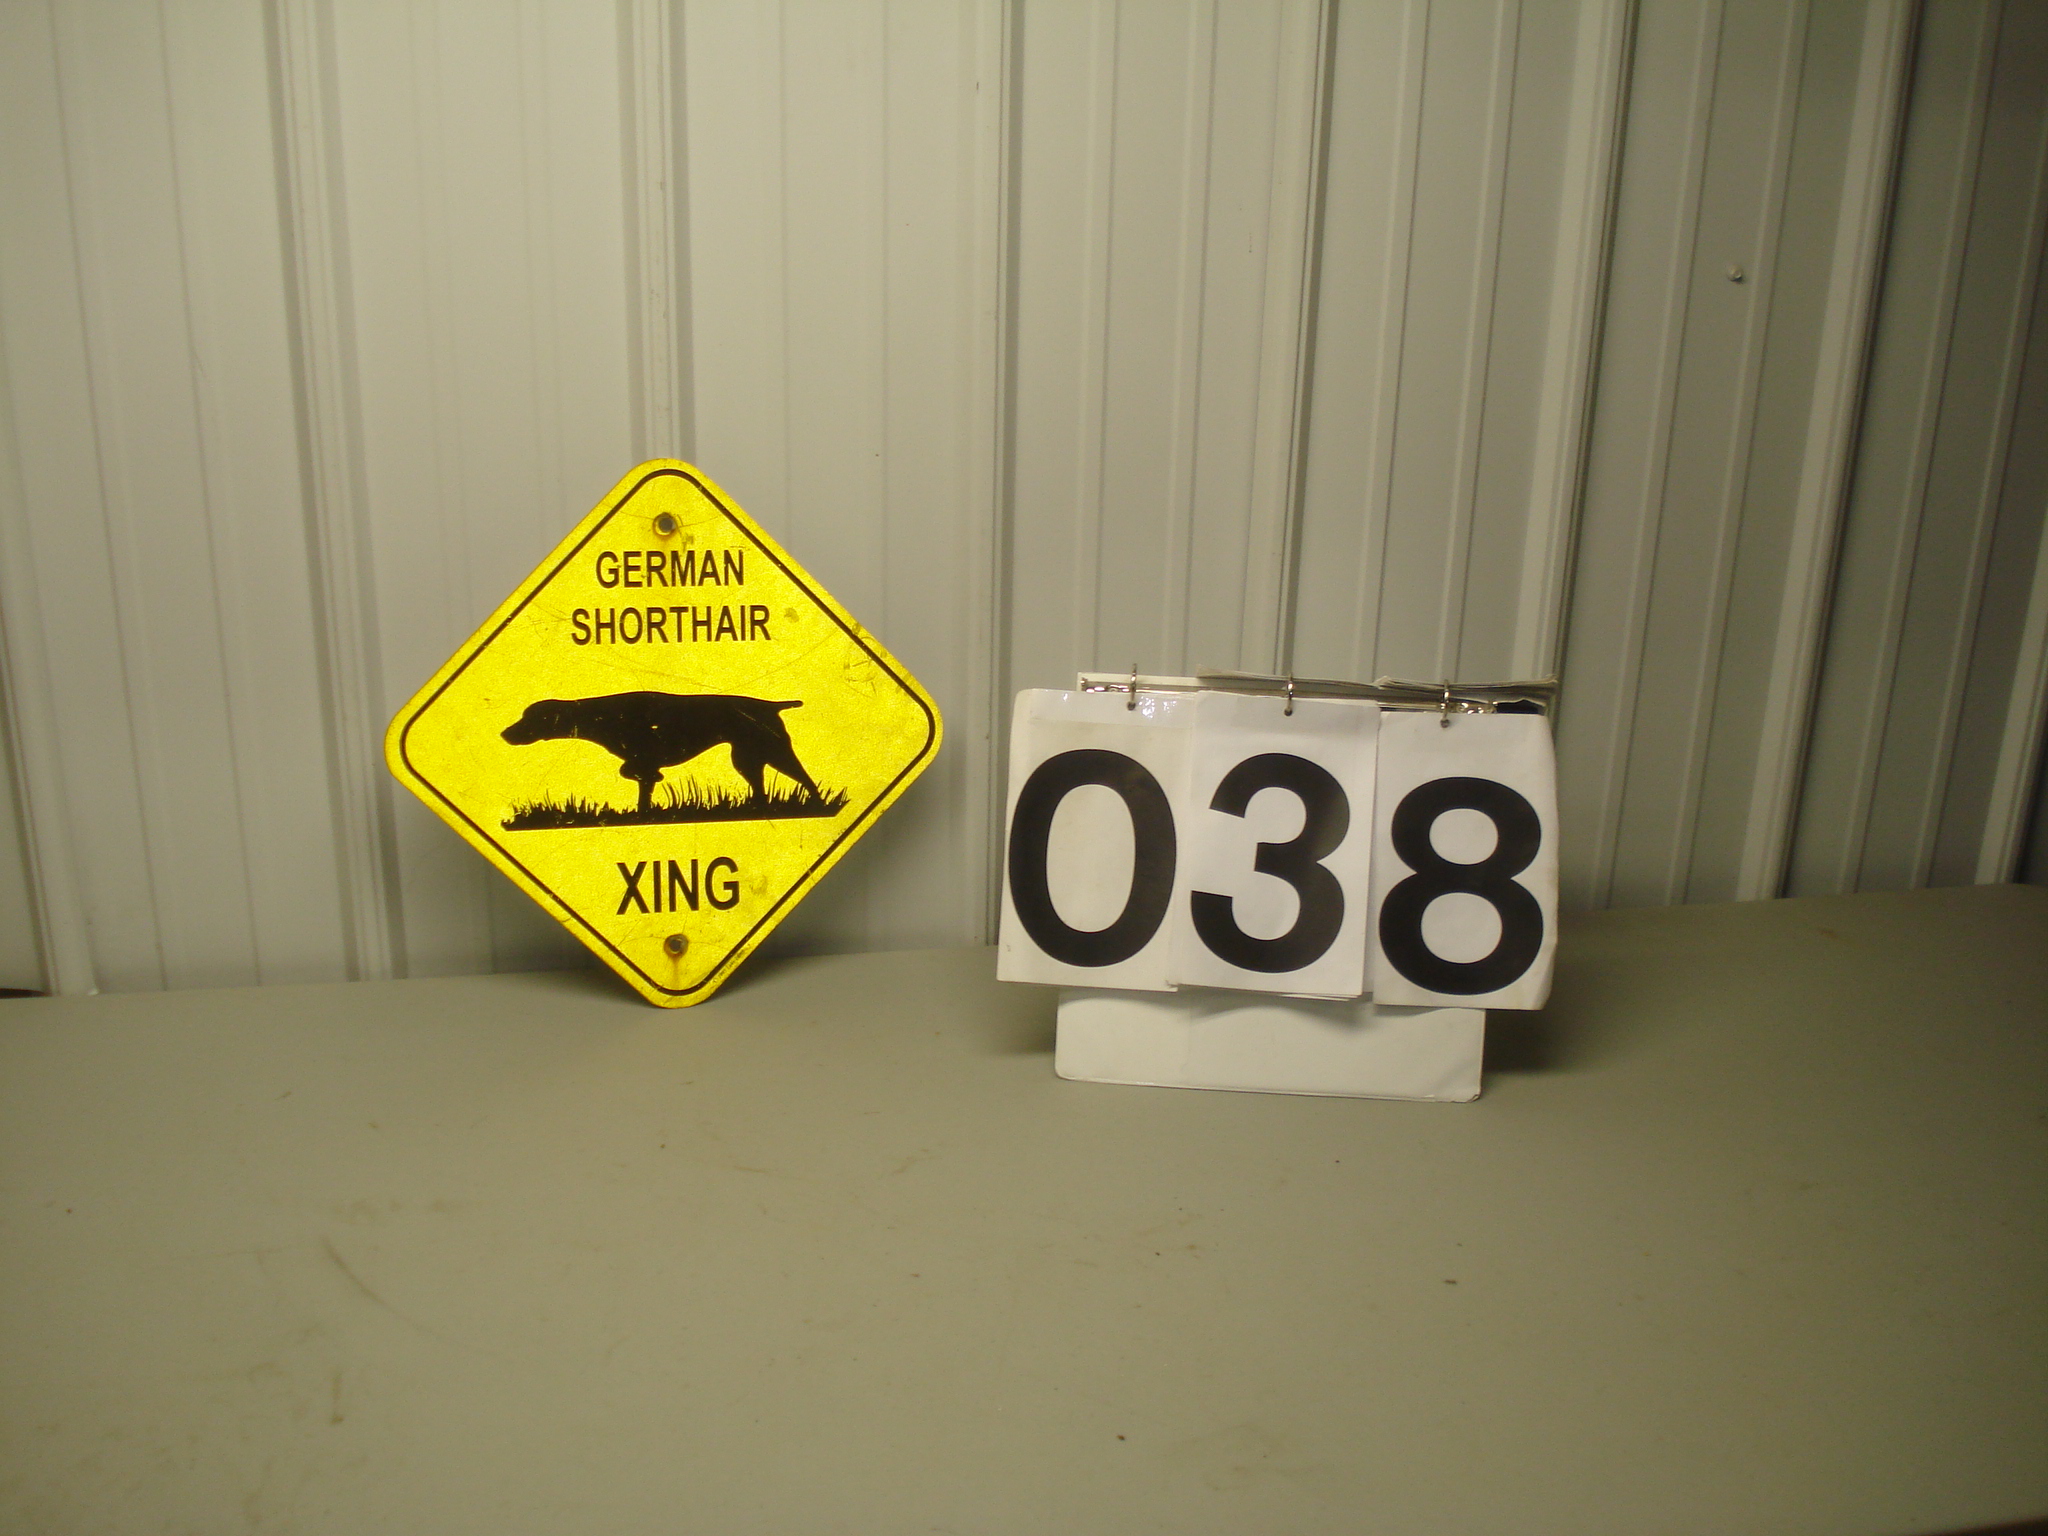 GERMAN
SHORTHAIR
XING
038